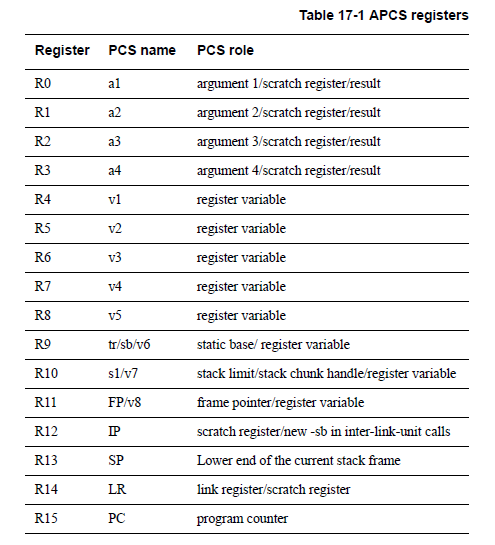 Table 17-1 APCS registers
Register PCS name PCS role
R0 a1 argument 1/scratch register/result
R1 a2 argument 2/scratch register/result
R2 a3 argument 3/scratch register/result
R3 a4 argument 4/scratch register/result
R4 v1 register variable
R5 v2 register variable
R6 v3 register variable
R7 v4 register variable
R8 v5 register variable
R9 tr/sb/v6 static base/ register variable
R10 s1/v7 stack limit/stack chunk handle/register variable
R11 FP/v8 frame pointer/register variable
R12 IP scratch register/new -sb in inter-link-unit calls
R13 SP Lower end of the current stack frame
R14 LR link register/scratch register
R15 PC program counter